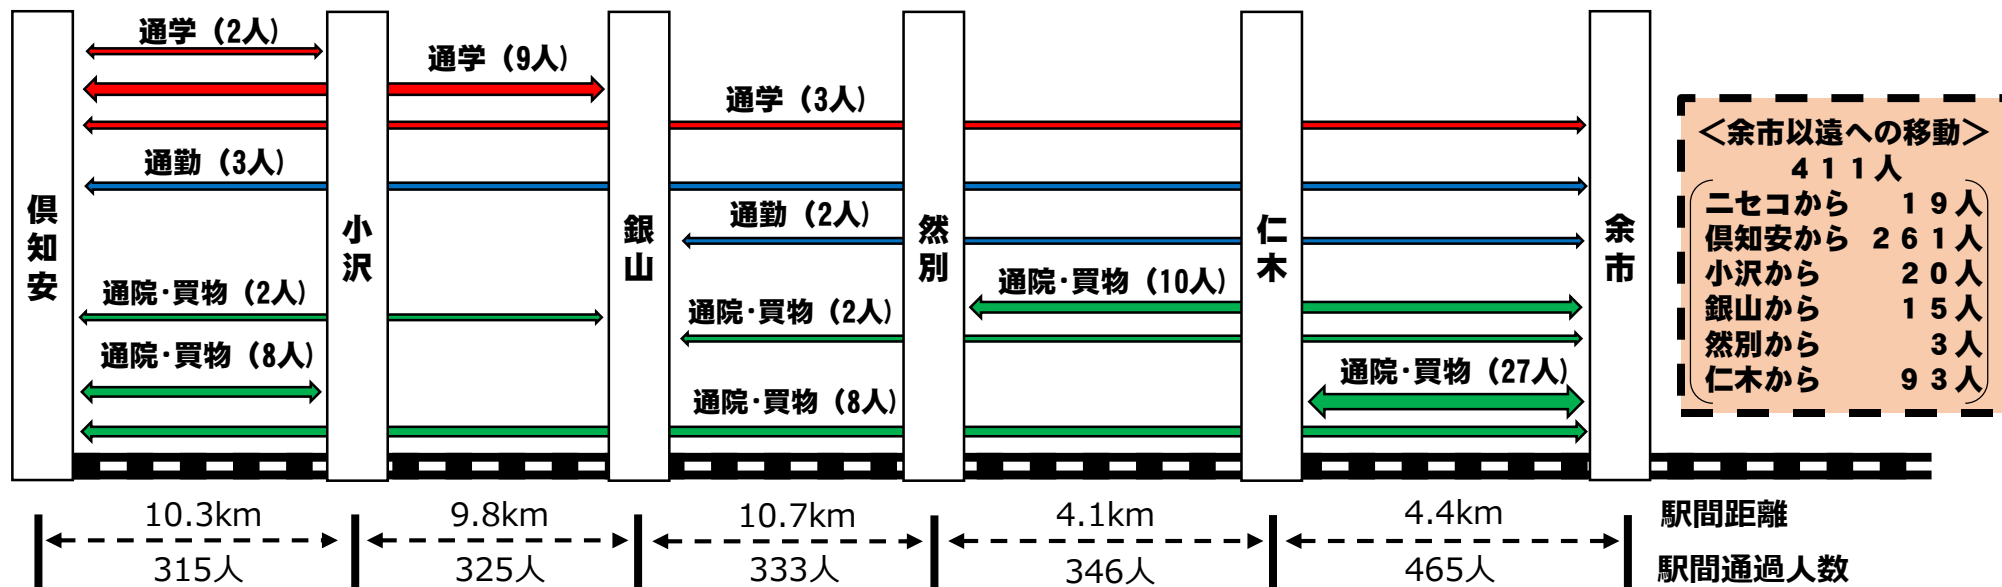 通学（2人）
通学（9人）
通学（3人）
通勤（3人）
通勤（2人）
通院・買物（2人）
通院・買物（10人）
通院・買物（2人）
通院・買物（8人）
通院・買物（27人）
通院・買物（8人）
倶知安
小沢
銀山
然別
仁木
余市
＜余市以遠への移動＞
４１１人
ニセコから　１９人
倶知安から　２６１人
小沢から　２０人
銀山から　１５人
然別から　３人
仁木から　９３人
10.3km
9.8km
10.7km
4.1km
4.4km
駅間距離
315人
325人
333人
346人
465人
駅間通過人数